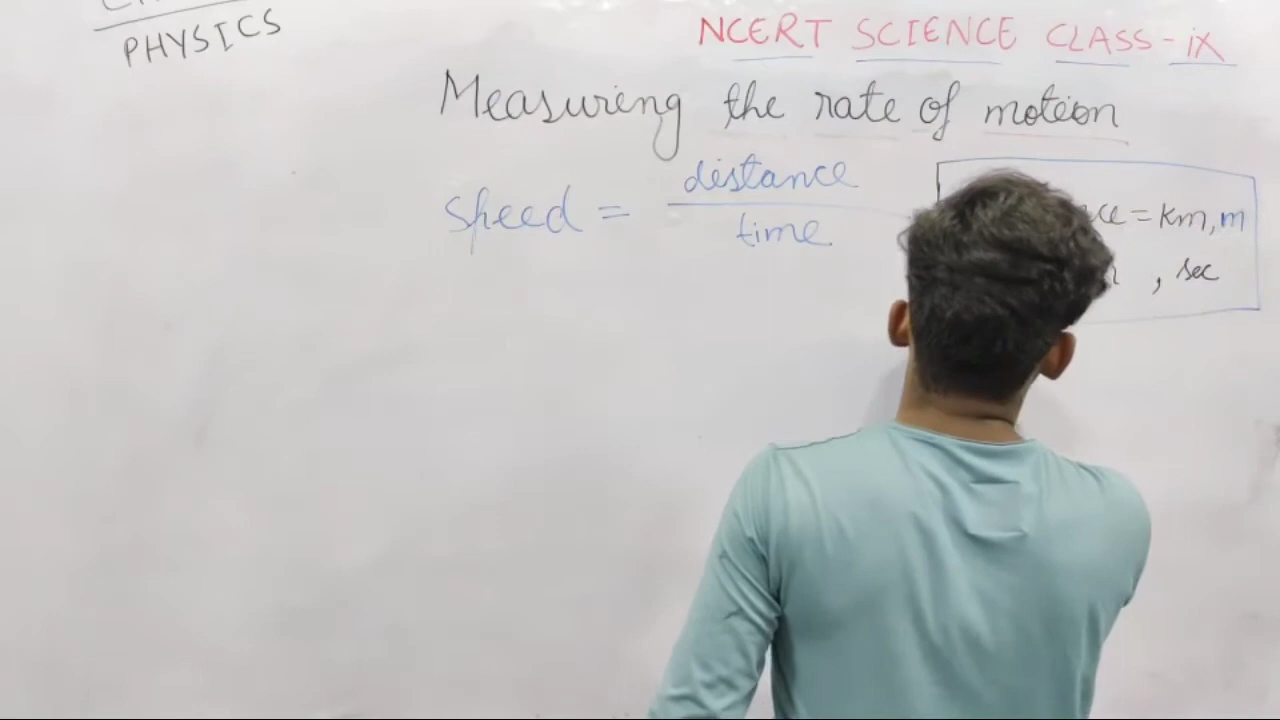 PHYSICS
NCERT SCIENCE CLASS - iX
Measuring the rate of motion
Speed = distance
time
= Km, m
, sec